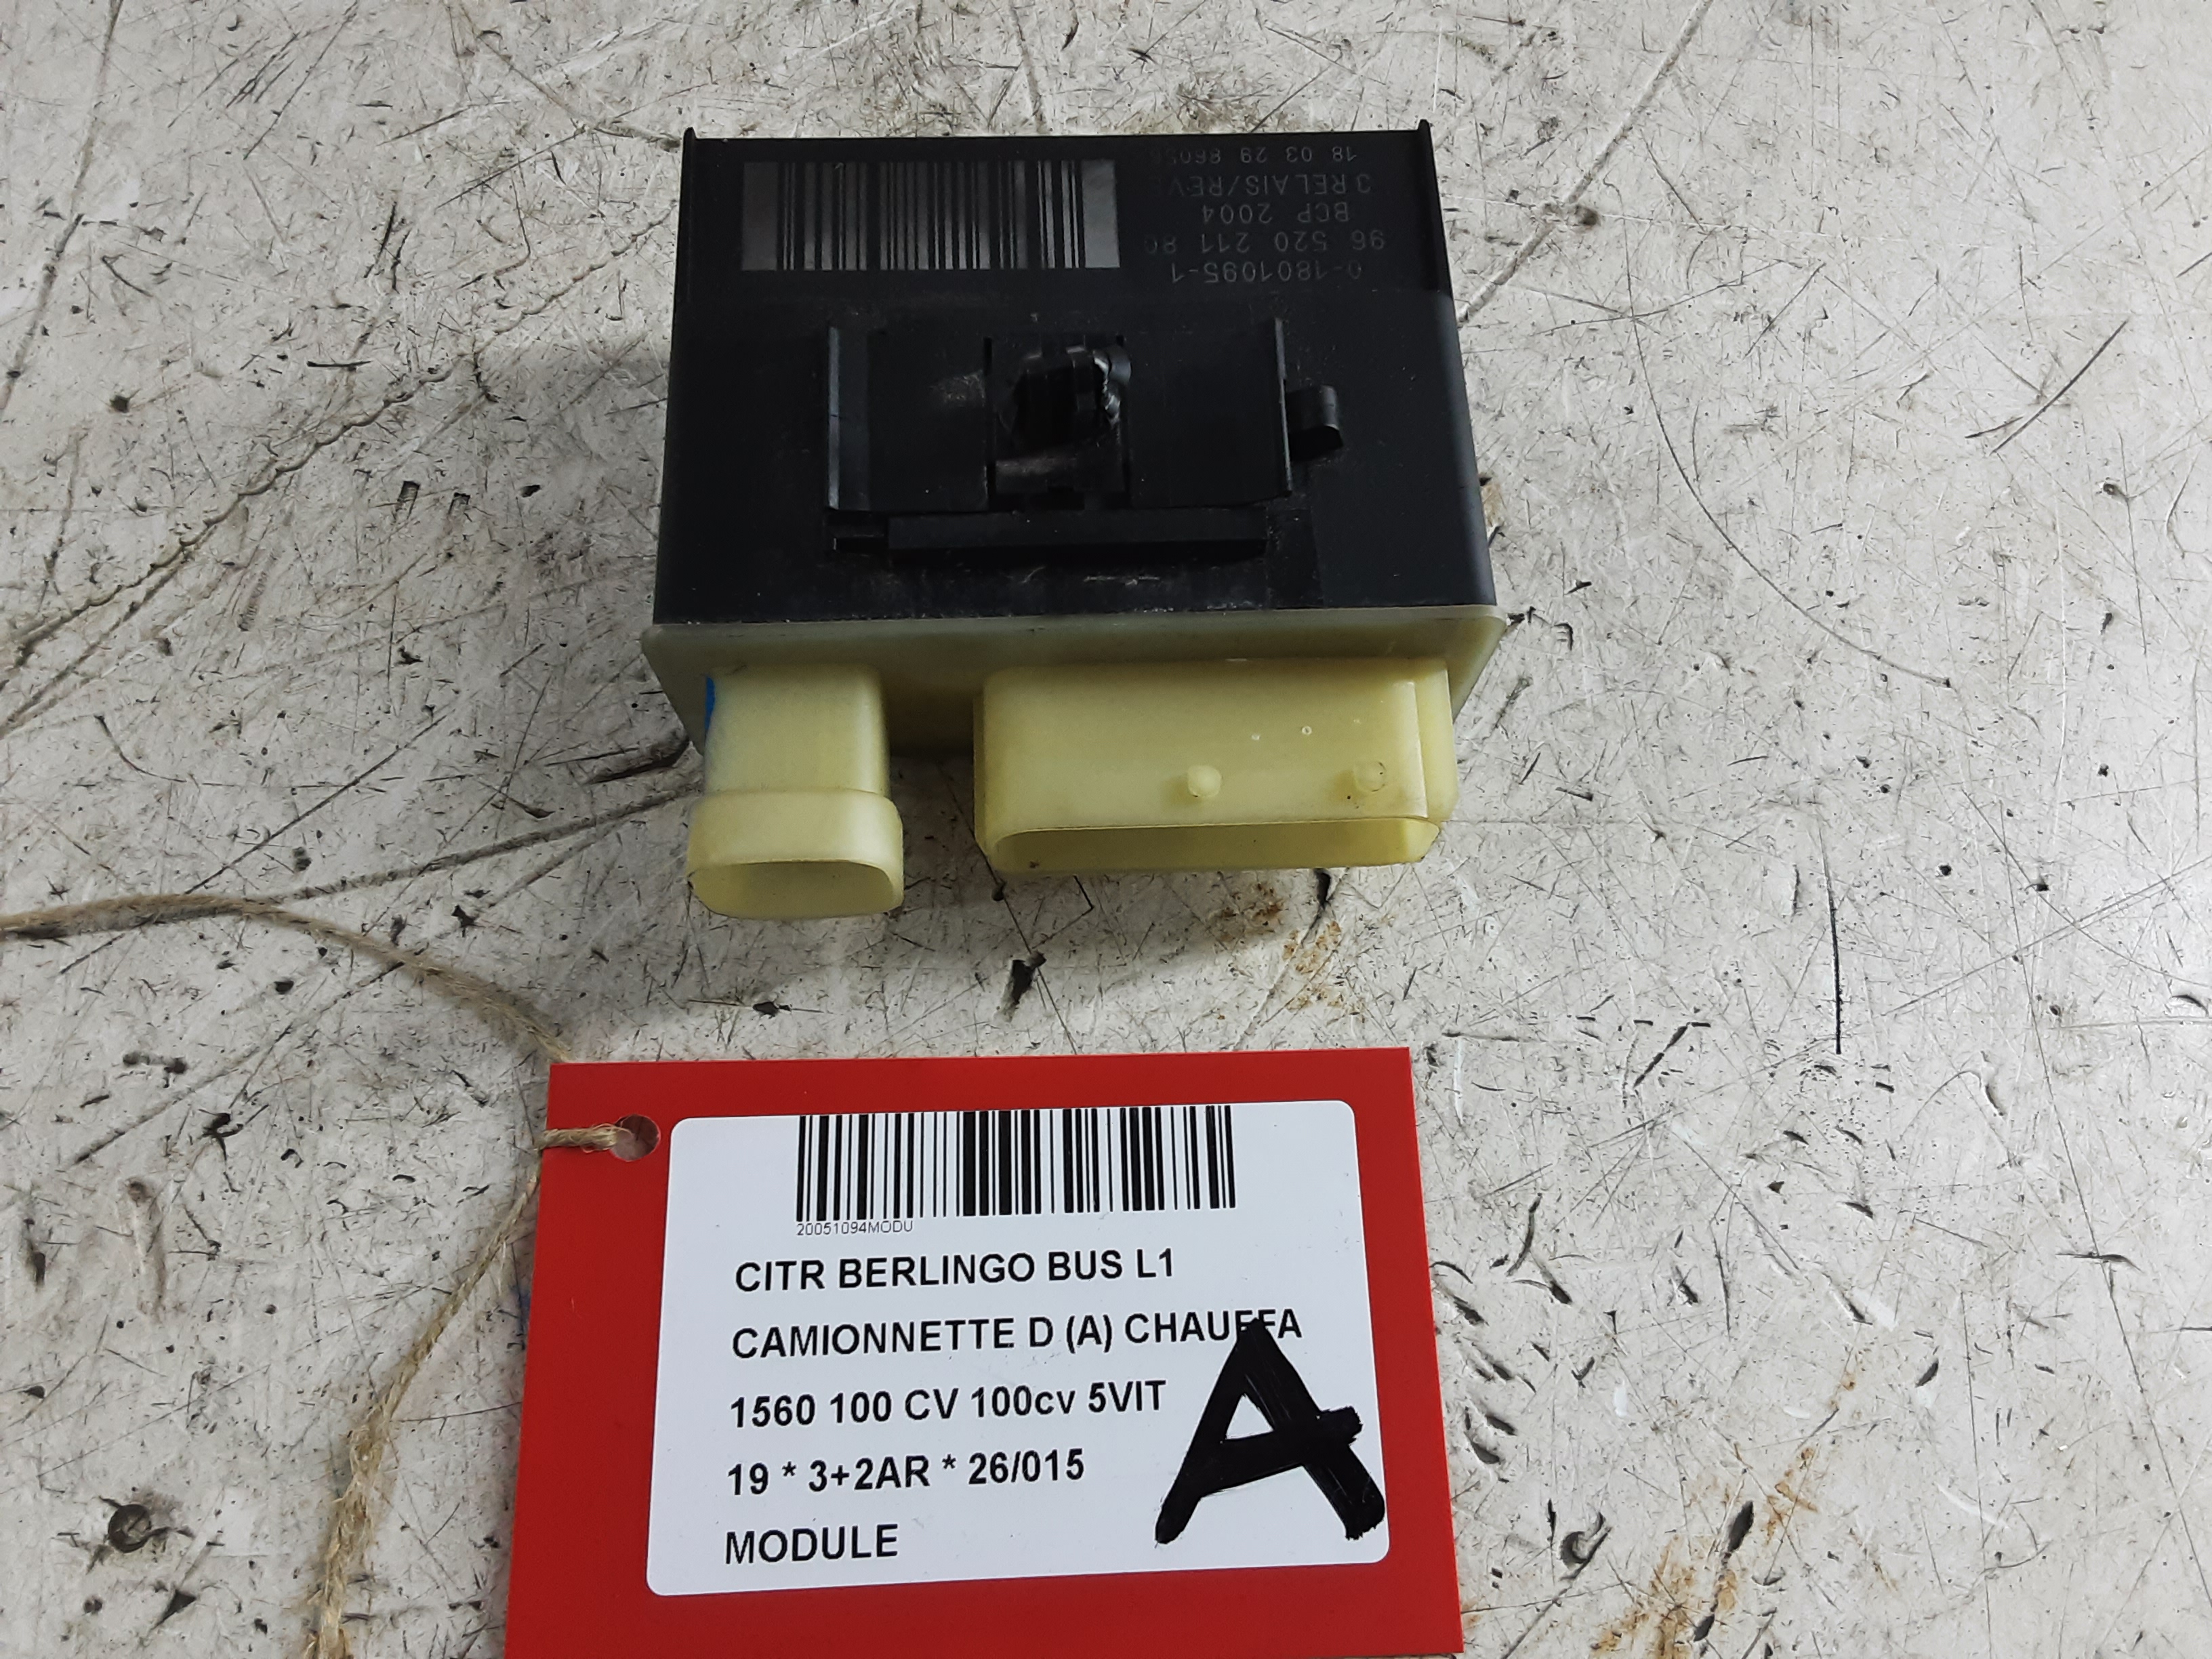 0-1801095-1
96 520 211 80
BCP 2004
3 RELAIS/REV
18 03 29
20051094MODU
CITR BERLINGO BUS L1
CAMIONNETTE D (A) CHAUFFA
1560 100 CV 100cv 5VIT
19 * 3+2AR * 26/015
MODULE
A